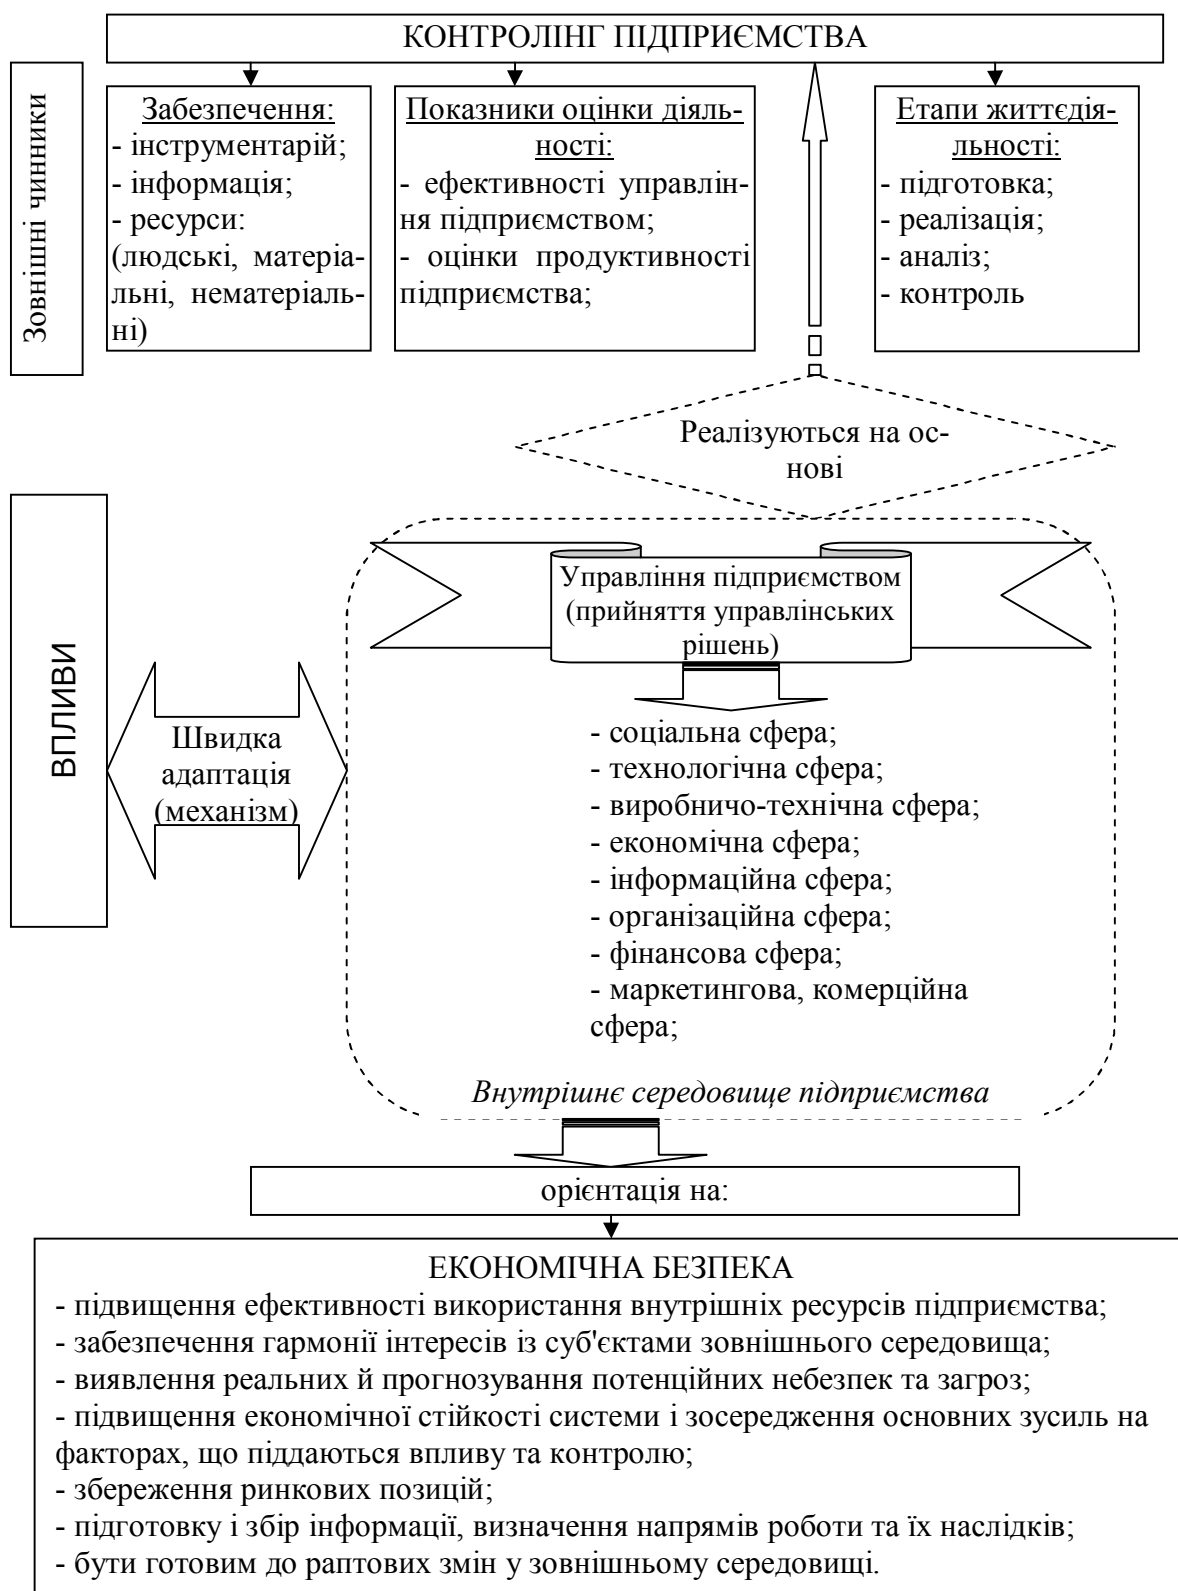 КОНТРОЛІНГ ПІДПРИЄМСТВА
Зовнішні чинники
Забезпечення:
- інструментарій;
- інформація;
- ресурси:
(людські, матеріа-
льні, нематеріаль-
ні)
Показники оцінки діяль-
ності:
- ефективності управлін-
ня підприємством;
- оцінки продуктивності
підприємства;
Етапи життєдія-
льності:
- підготовка;
- реалізація;
- аналіз;
- контроль
Реалізуються на ос-
нові
ВПЛИВИ
Швидка
адаптація
(механізм)
Управління підприємством
(прийняття управлінських
рішень)
- соціальна сфера;
- технологічна сфера;
- виробничо-технічна сфера;
- економічна сфера;
- інформаційна сфера;
- організаційна сфера;
- фінансова сфера;
- маркетингова, комерційна
сфера;
Внутрішнє середовище підприємства
орієнтація на:
ЕКОНОМІЧНА БЕЗПЕКА
- підвищення ефективності використання внутрішніх ресурсів підприємства;
- забезпечення гармонії інтересів із суб'єктами зовнішнього середовища;
- виявлення реальних й прогнозування потенційних небезпек та загроз;
- підвищення економічної стійкості системи і зосередження основних зусиль на
факторах, що піддаються впливу та контролю;
- збереження ринкових позицій;
- підготовку і збір інформації, визначення напрямів роботи та їх наслідків;
- бути готовим до раптових змін у зовнішньому середовищі.